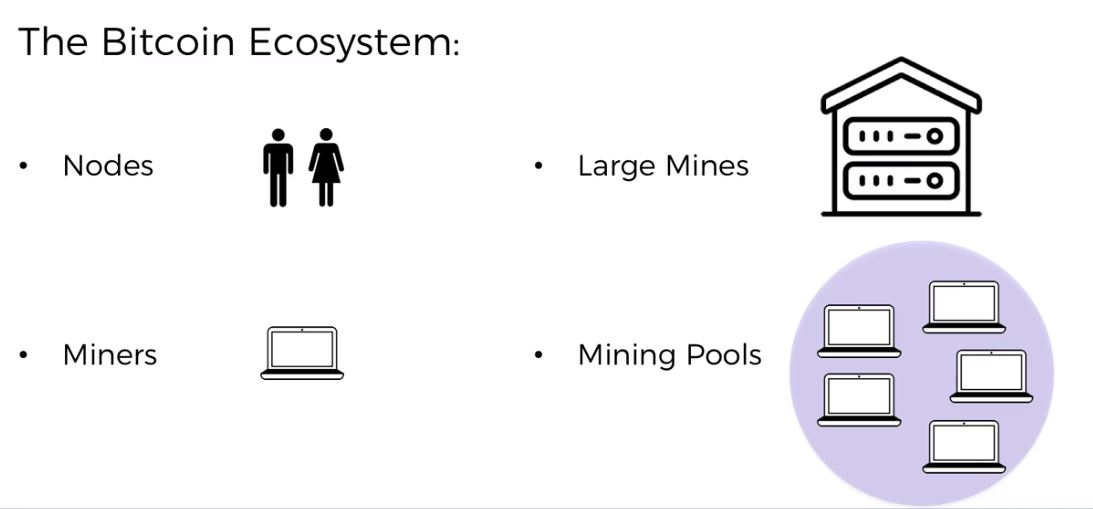 The Bitcoin Ecosystem:
• Nodes
• Large Mines
• Miners
• Mining Pools